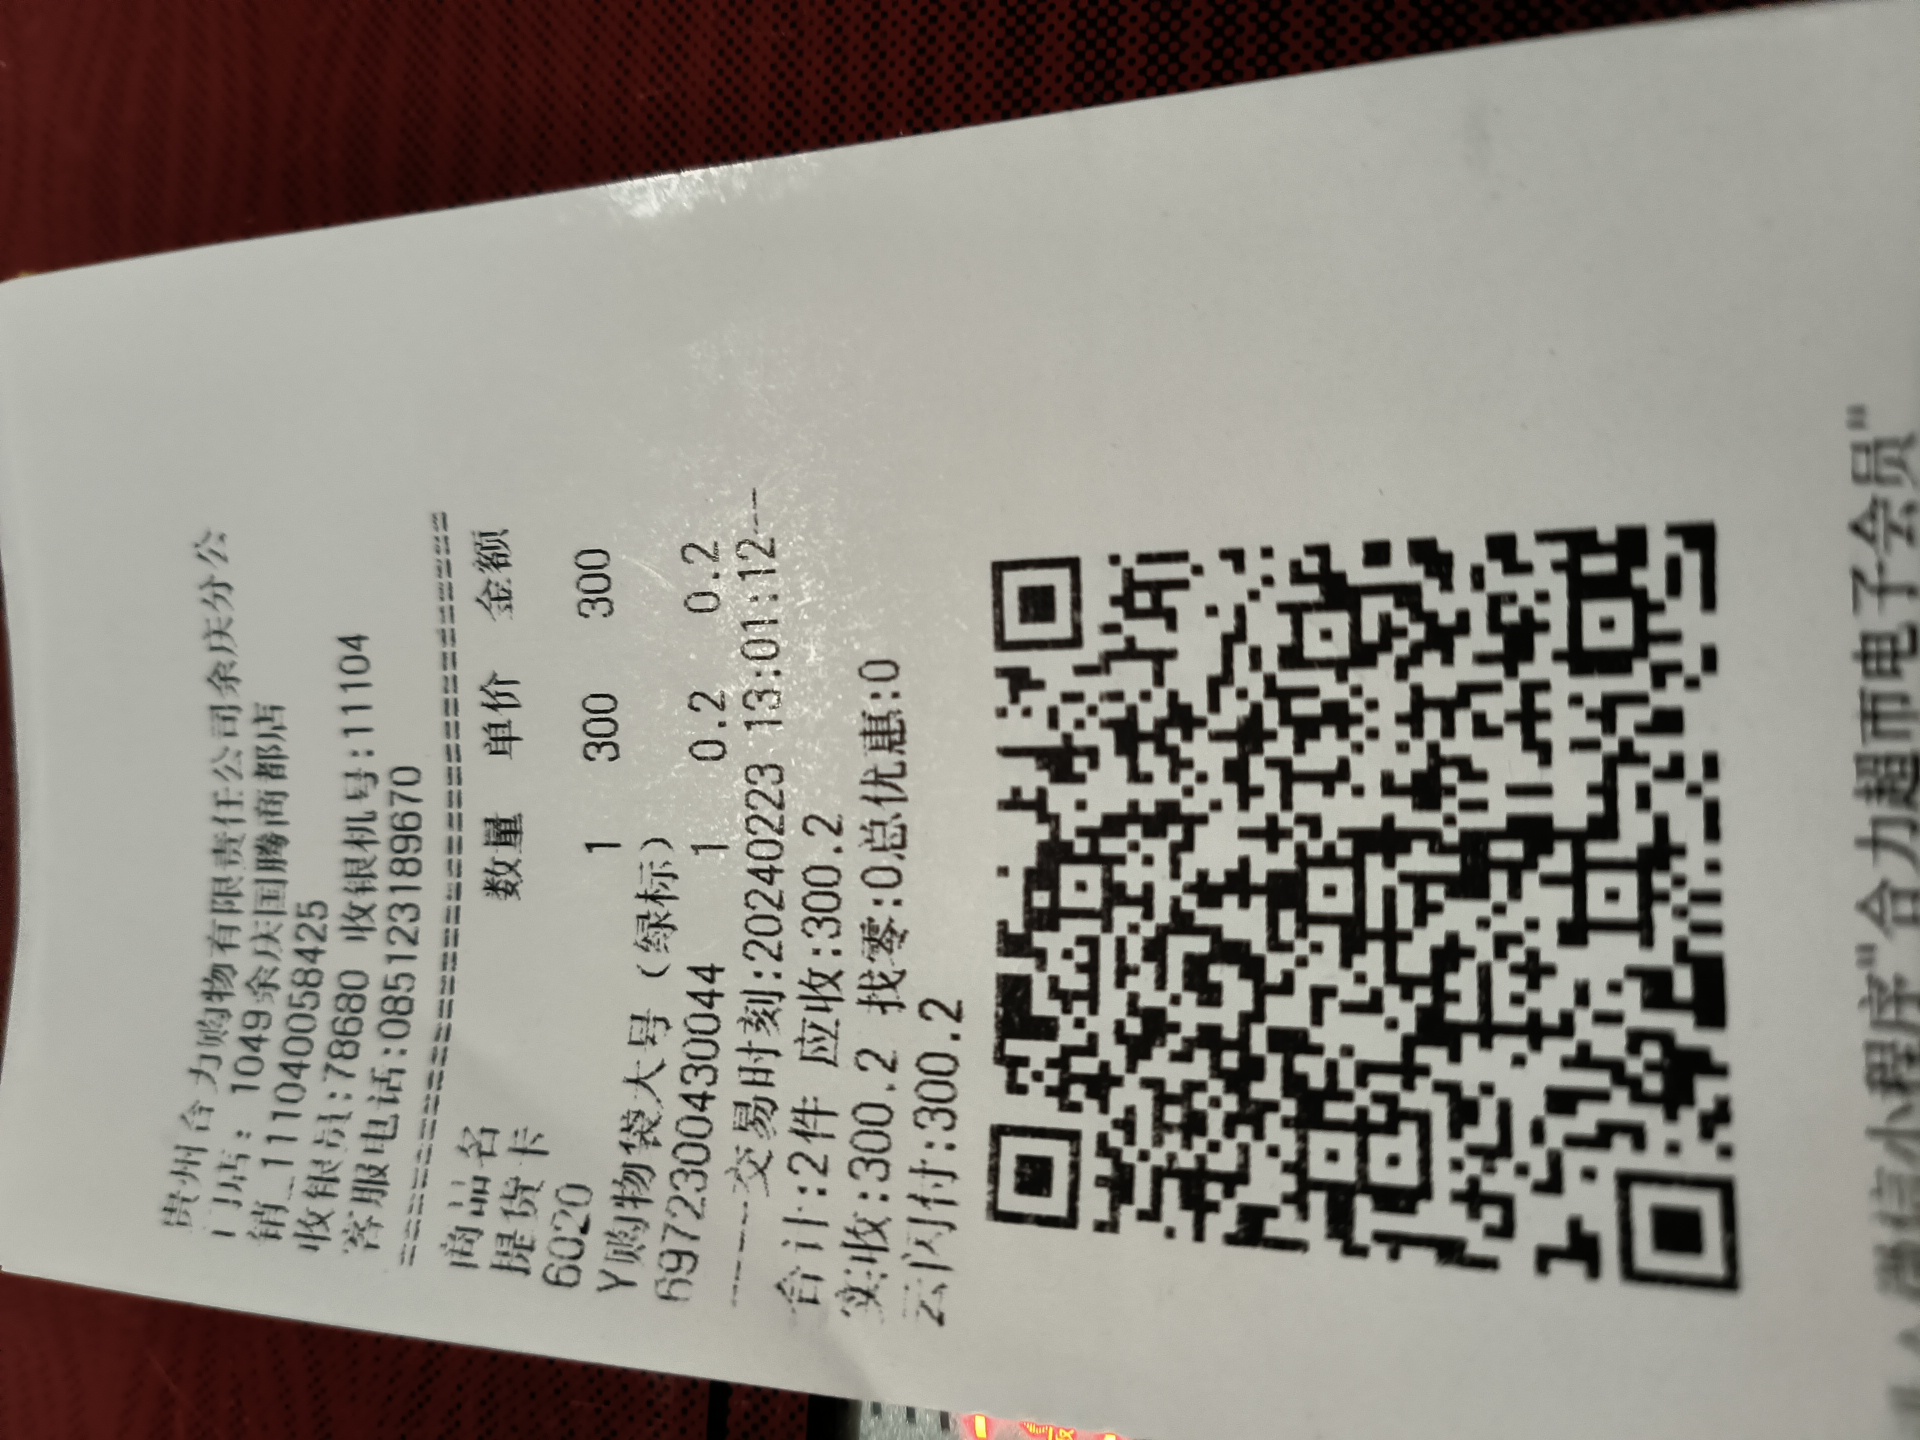 贵州合力购物有限责任公司余庆分公
门店: 1049余庆国腾商都店
销_111040058425
收银员:78680 收银机号:11104
客服电话:085123189670
==========================================
商品名 数量 单价 金额
提货卡
6020 1 300 300
Y购物袋大号（绿标）
6972300430044 1 0.2 0.2
-----交易时刻:20240223 13:01:12---
合计:2件 应收:300.2
实收:300.2 找零:0总优惠:0
云闪付:300.2
微信小程序"合力超市电子会员"